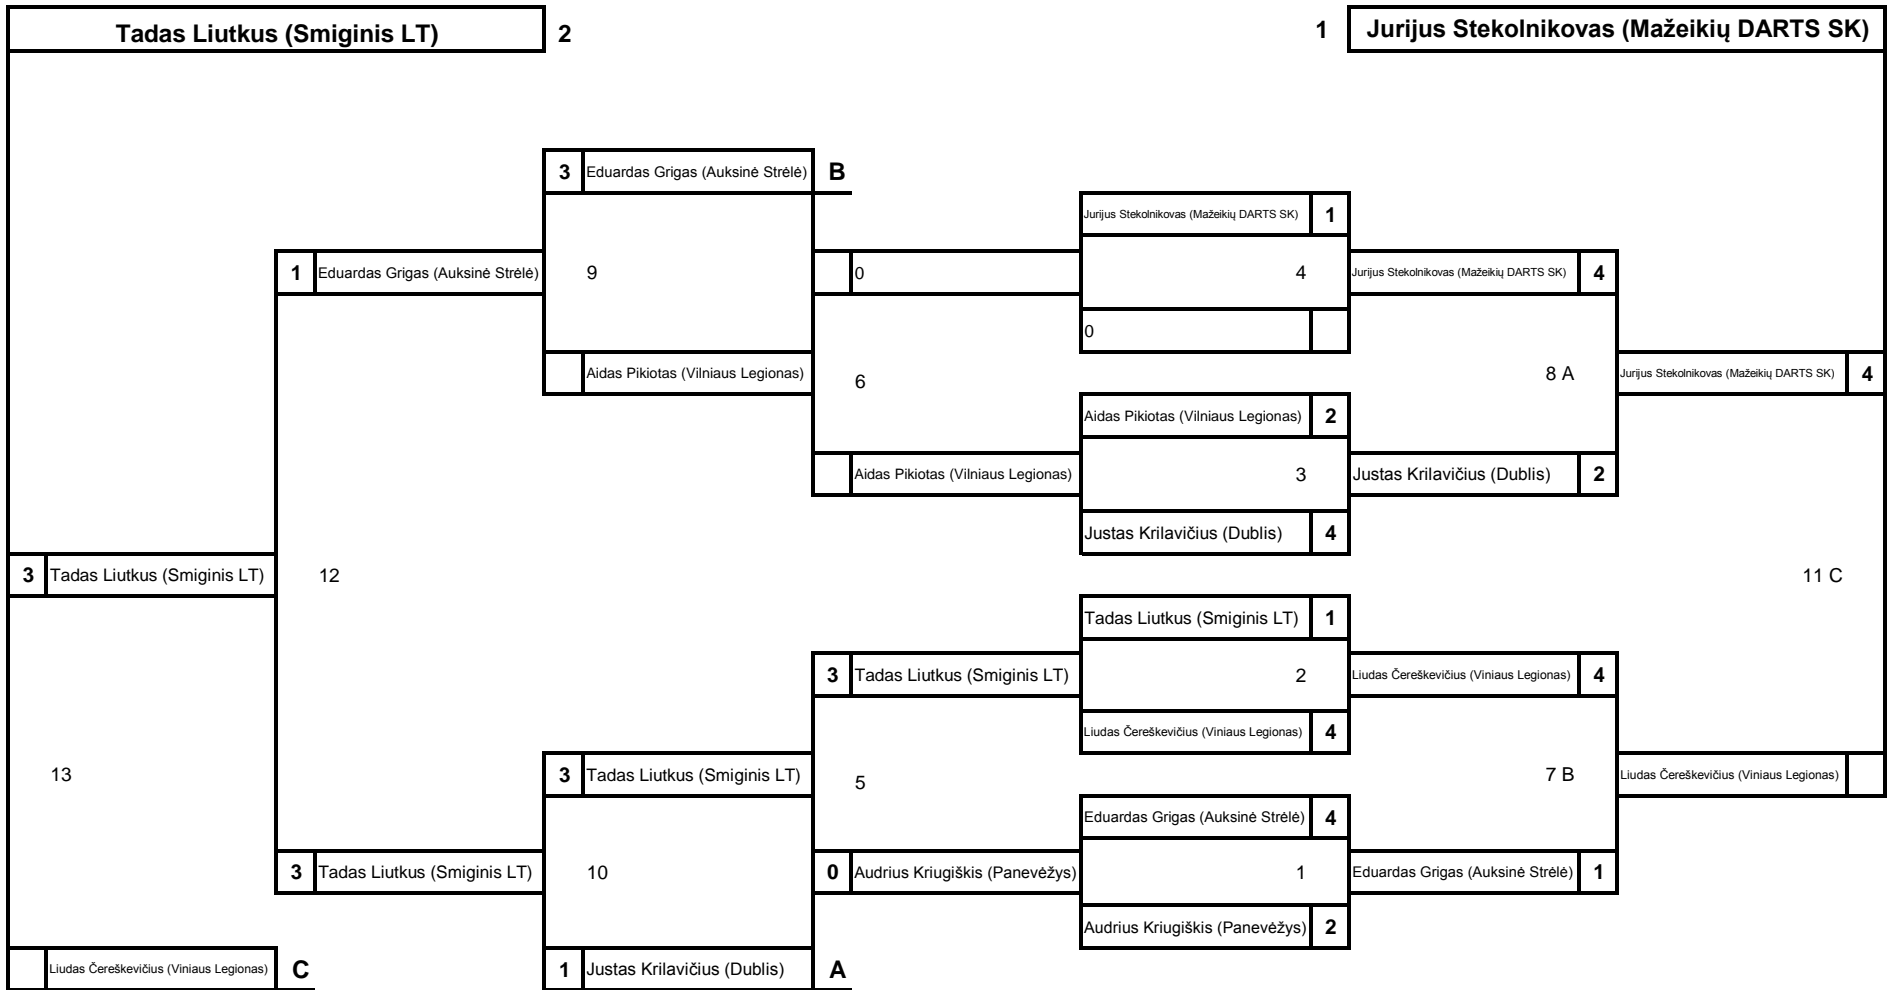 Tadas Liutkus (Smiginis LT) 2 1 Jurijus Stekolnikovas (Mažeikių DARTS SK)
3 Eduardas Grigas (Auksinė Strėlė) B
Jurijus Stekolnikovas (Mažeikių DARTS SK) 1
1 Eduardas Grigas (Auksinė Strėlė) 9 0 4 Jurijus Stekolnikovas (Mažeikių DARTS SK) 4
0
Aidas Pikiotas (Vilniaus Legionas) 6 8 A Jurijus Stekolnikovas (Mažeikių DARTS SK) 4
Aidas Pikiotas (Vilniaus Legionas) 2
Aidas Pikiotas (Vilniaus Legionas) 3 Justas Krilavičius (Dublis) 2
Justas Krilavičius (Dublis) 4
3 Tadas Liutkus (Smiginis LT) 12 11 C
Tadas Liutkus (Smiginis LT) 1
3 Tadas Liutkus (Smiginis LT) 2 Liudas Čereškevičius (Viniaus Legionas) 4
Liudas Čereškevičius (Viniaus Legionas) 4
13 3 Tadas Liutkus (Smiginis LT) 5 7 B Liudas Čereškevičius (Viniaus Legionas)
Eduardas Grigas (Auksinė Strėlė) 4
3 Tadas Liutkus (Smiginis LT) 10 0 Audrius Kriugiškis (Panevėžys) 1 Eduardas Grigas (Auksinė Strėlė) 1
Audrius Kriugiškis (Panevėžys) 2
Liudas Čereškevičius (Viniaus Legionas) C 1 Justas Krilavičius (Dublis) A